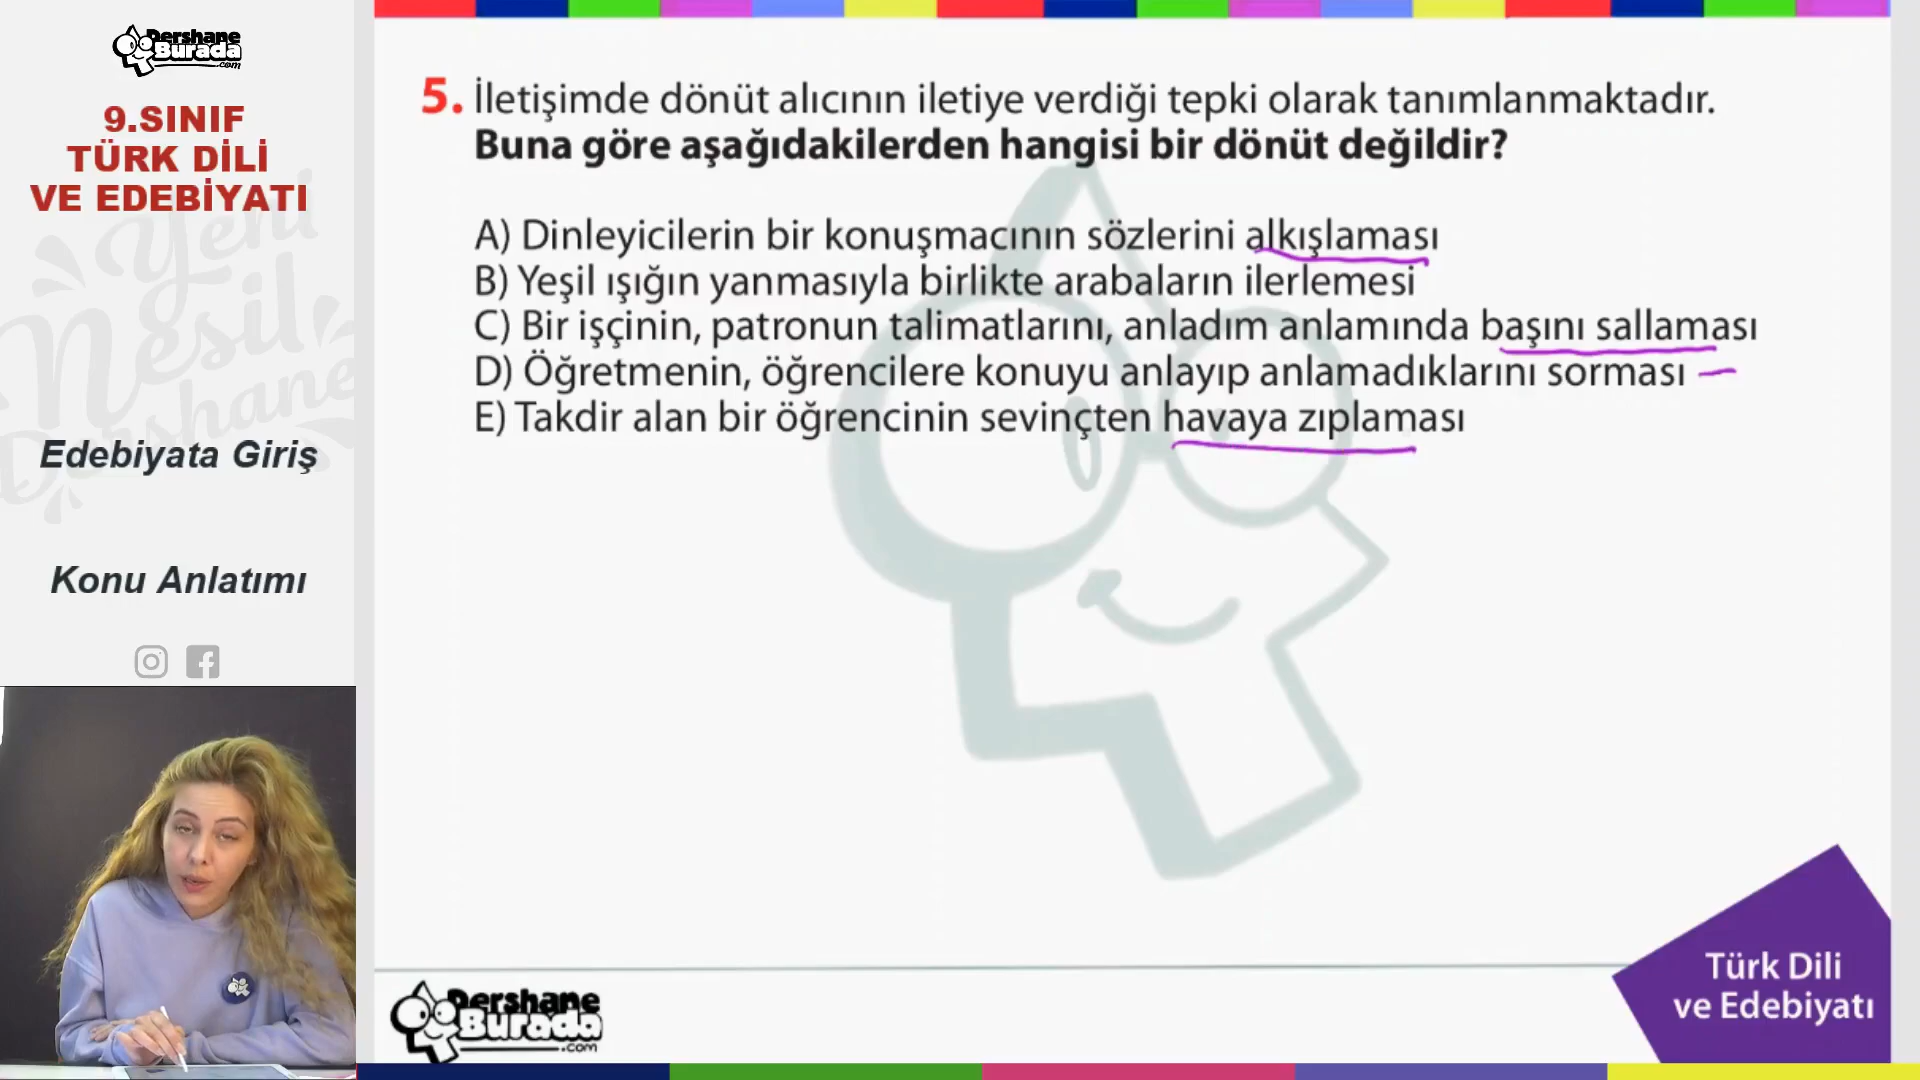 Dershane
Burada
.com
9.SINIF
TÜRK DİLİ
VE EDEBİYATI
Yeni
Nesil
Dershane
Edebiyata Giriş
Konu Anlatımı
5. İletişimde dönüt alıcının iletiye verdiği tepki olarak tanımlanmaktadır.
Buna göre aşağıdakilerden hangisi bir dönüt değildir?
A) Dinleyicilerin bir konuşmacının sözlerini alkışlaması
B) Yeşil ışığın yanmasıyla birlikte arabaların ilerlemesi
C) Bir işçinin, patronun talimatlarını, anladım anlamında başını sallaması
D) Öğretmenin, öğrencilere konuyu anlayıp anlamadıklarını sorması
E) Takdir alan bir öğrencinin sevinçten havaya zıplaması
Dershane
Burada
.com
Türk Dili
ve Edebiyatı